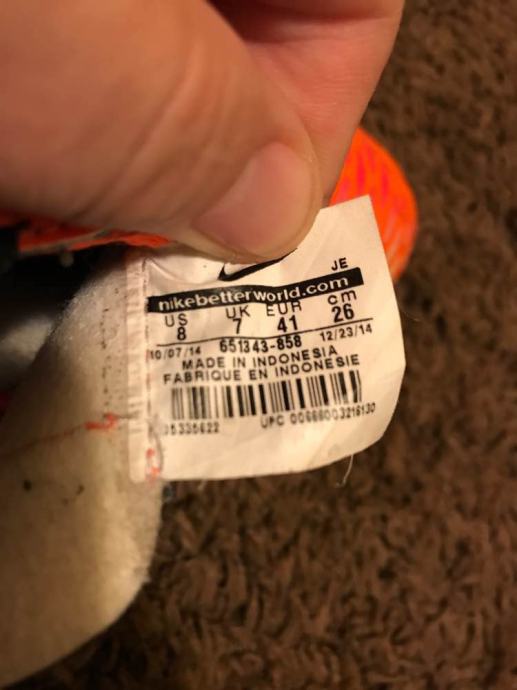 JE
nikebetterworld.com
US UK EUR cm
8 7 41 26
10/07/14 651343-858 12/23/14
MADE IN INDONESIA
FABRIQUE EN INDONESIE
UPC